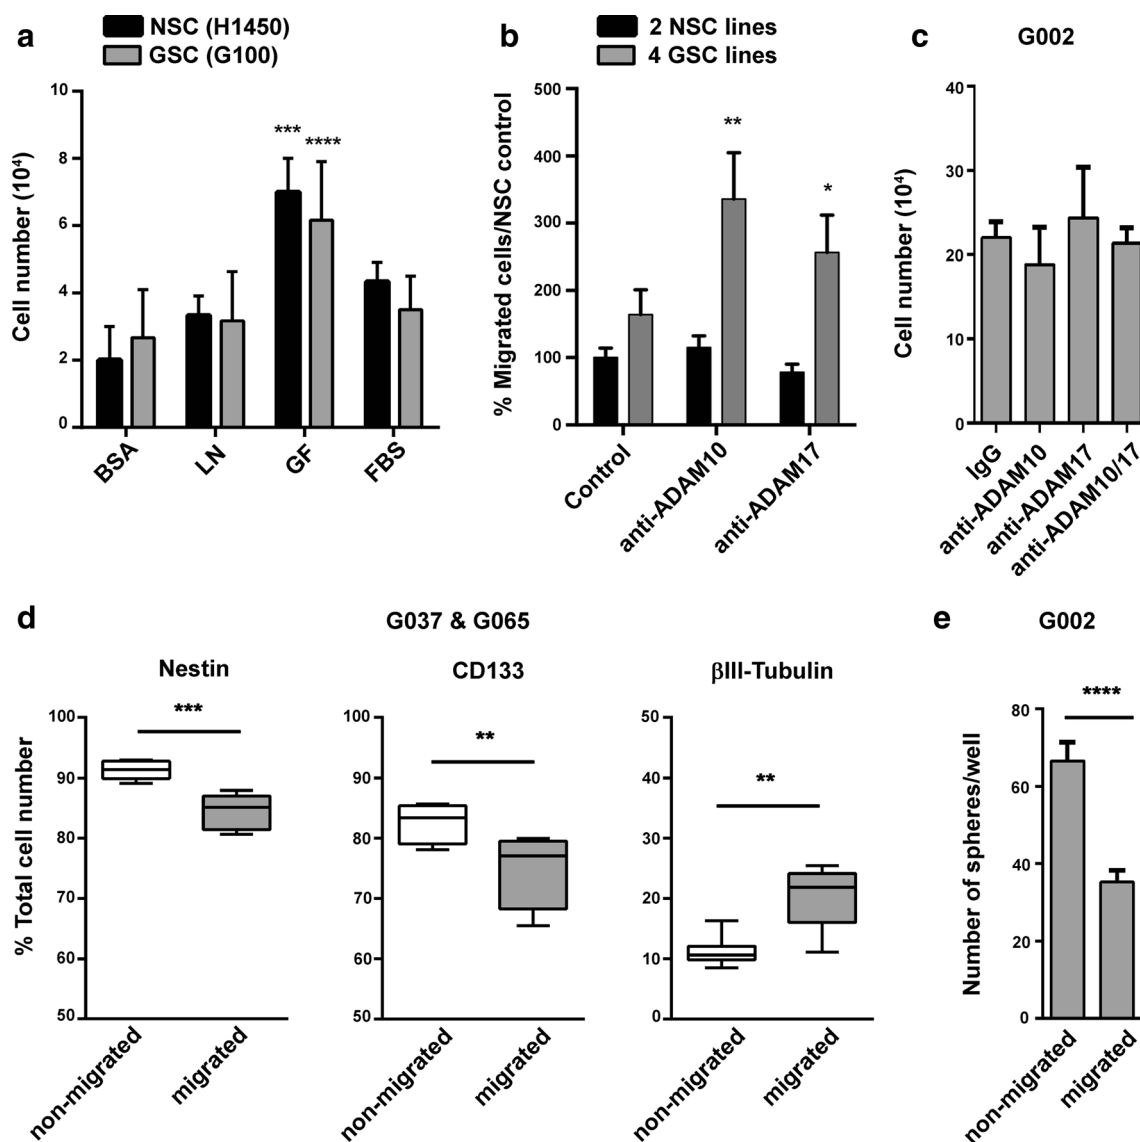 a
NSC (H1450)
GSC (G100)
Cell number (10⁴)
10
8
6
4
2
0
***
****
BSA
LN
GF
FBS
b
2 NSC lines
4 GSC lines
% Migrated cells/NSC control
500
400
300
200
100
0
**
*
Control
anti-ADAM10
anti-ADAM17
c
G002
Cell number (10⁴)
40
30
20
10
0
IgG
anti-ADAM10
anti-ADAM17
anti-ADAM10/17
d
G037 & G065
Nestin
% Total cell number
100
90
80
70
60
50
***
non-migrated
migrated
CD133
100
90
80
70
60
50
**
non-migrated
migrated
βIII-Tubulin
50
40
30
20
10
0
**
non-migrated
migrated
e
G002
Number of spheres/well
80
60
40
20
0
****
non-migrated
migrated